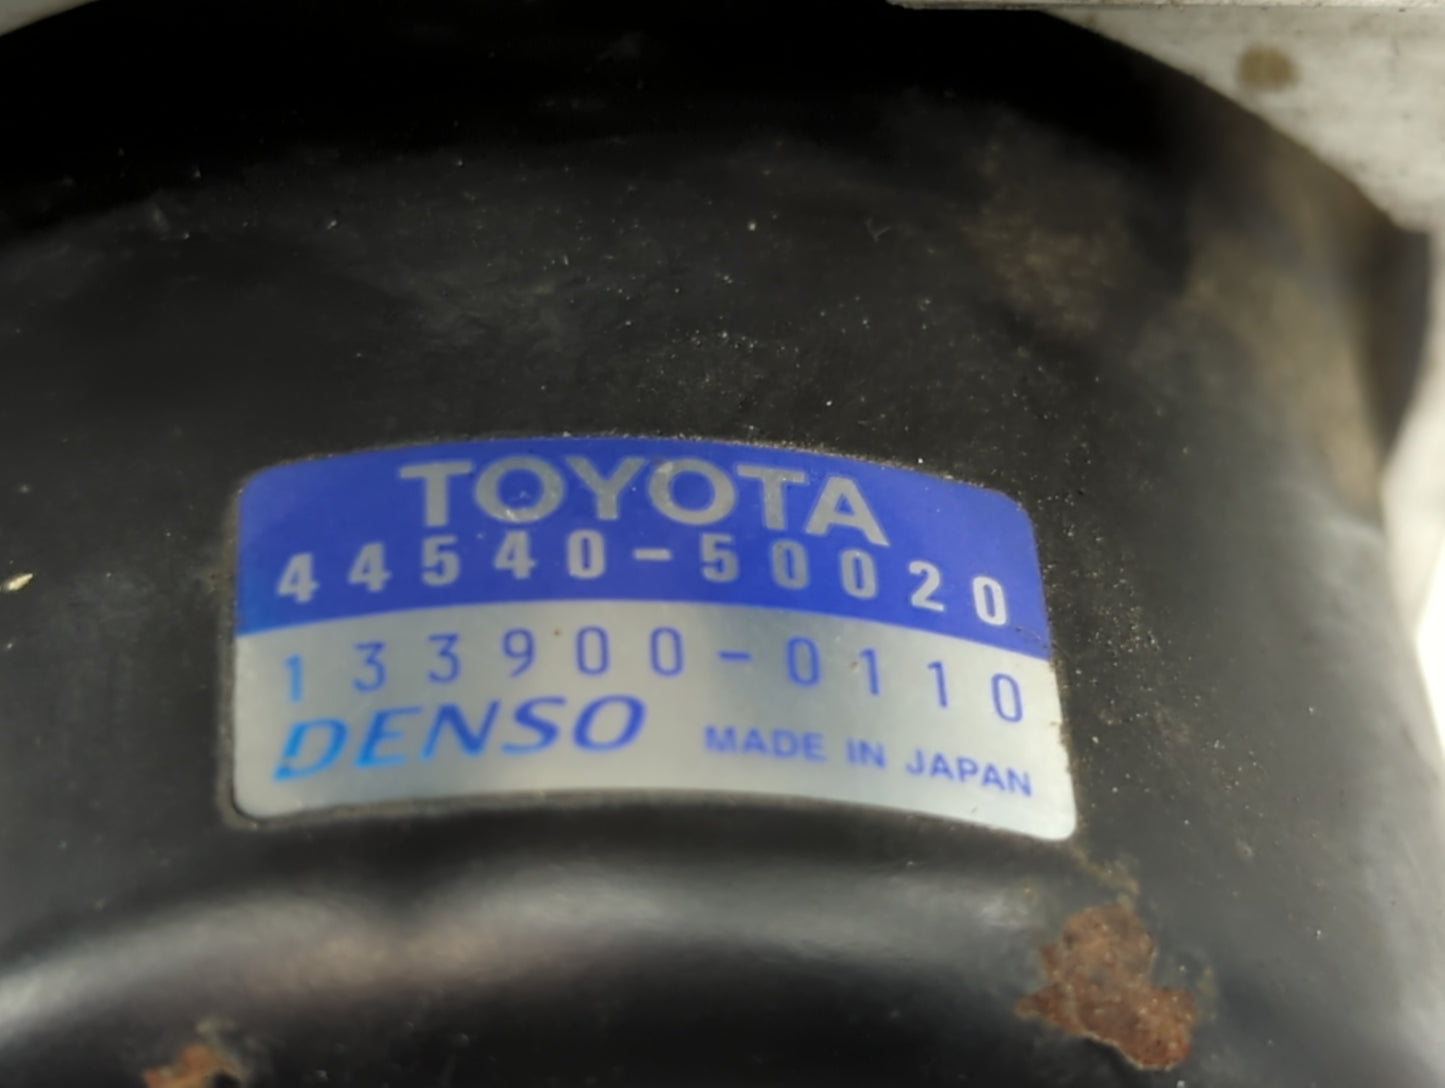 TOYOTA
44540-50020
133900-0110
DENSO MADE IN JAPAN